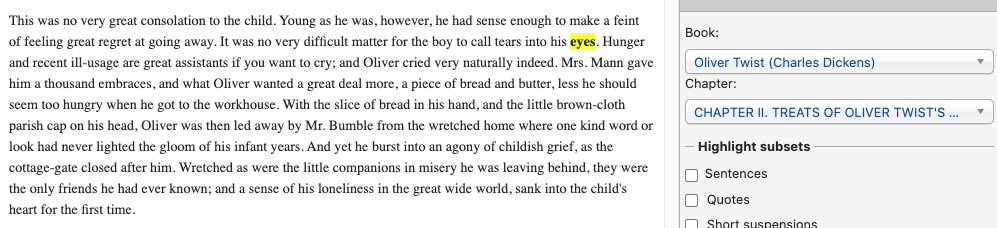 This was no very great consolation to the child. Young as he was, however, he had sense enough to make a feint
of feeling great regret at going away. It was no very difficult matter for the boy to call tears into his eyes. Hunger
and recent ill-usage are great assistants if you want to cry; and Oliver cried very naturally indeed. Mrs. Mann gave
him a thousand embraces, and what Oliver wanted a great deal more, a piece of bread and butter, less he should
seem too hungry when he got to the workhouse. With the slice of bread in his hand, and the little brown-cloth
parish cap on his head, Oliver was then led away by Mr. Bumble from the wretched home where one kind word or
look had never lighted the gloom of his infant years. And yet he burst into an agony of childish grief, as the
cottage-gate closed after him. Wretched as were the little companions in misery he was leaving behind, they were
the only friends he had ever known; and a sense of his loneliness in the great wide world, sank into the child's
heart for the first time.
Book:
Oliver Twist (Charles Dickens)
Chapter:
CHAPTER II. TREATS OF OLIVER TWIST'S ...
Highlight subsets
Sentences
Quotes
Short suspensions